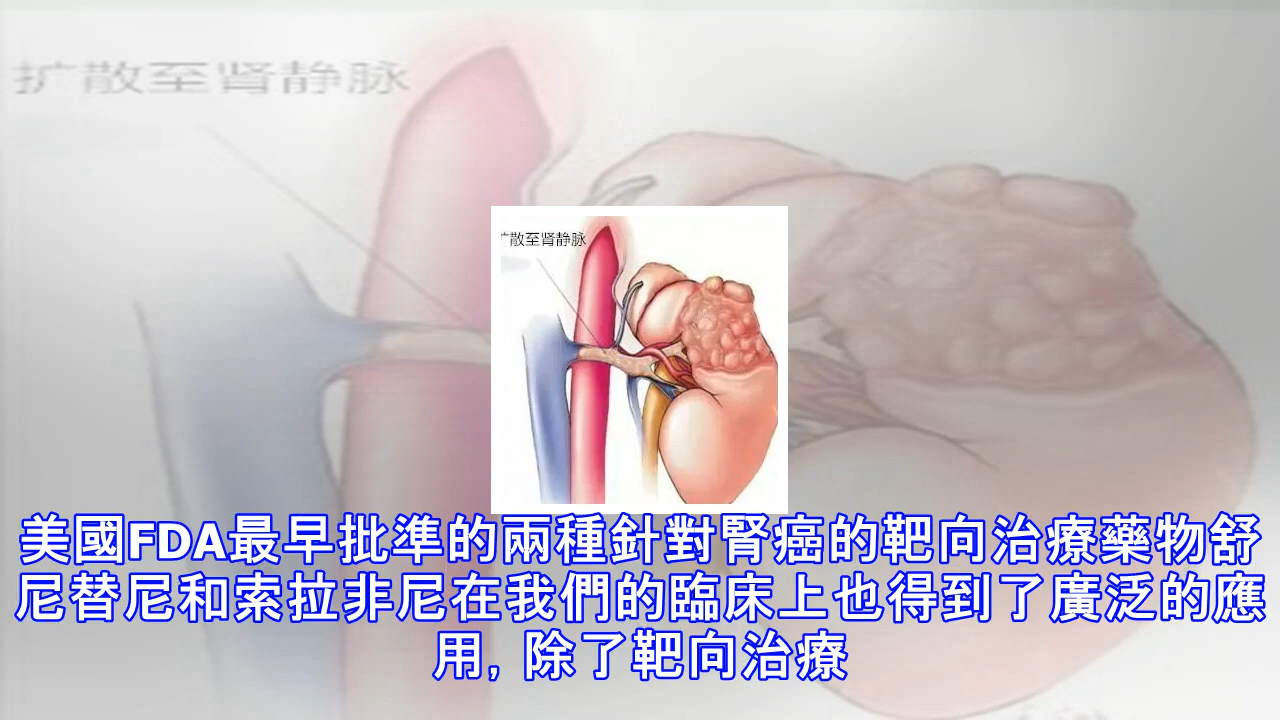 扩散至肾静脉
散至肾静脉
美國FDA最早批準的兩種針對腎癌的靶向治療藥物舒
尼替尼和索拉非尼在我們的臨床上也得到了廣泛的應
用, 除了靶向治療